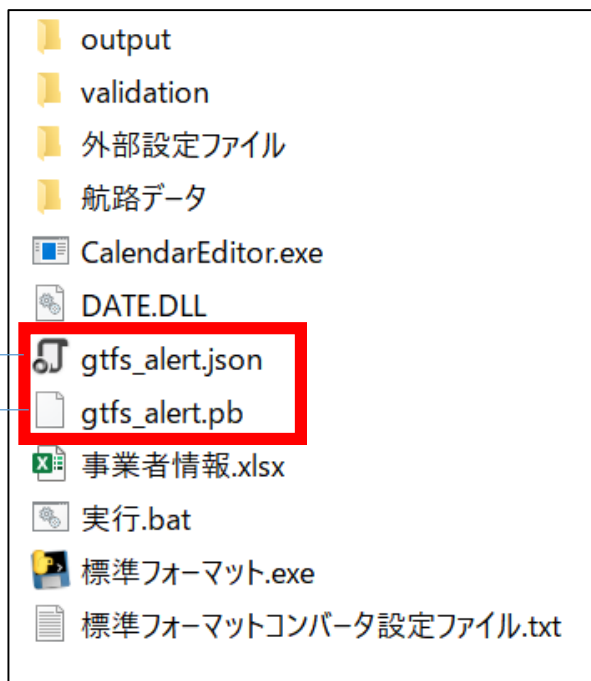 output
validation
外部設定ファイル
航路データ
CalendarEditor.exe
DATE.DLL
gtfs_alert.json
gtfs_alert.pb
事業者情報.xlsx
実行.bat
標準フォーマット.exe
標準フォーマットコンバータ設定ファイル.txt